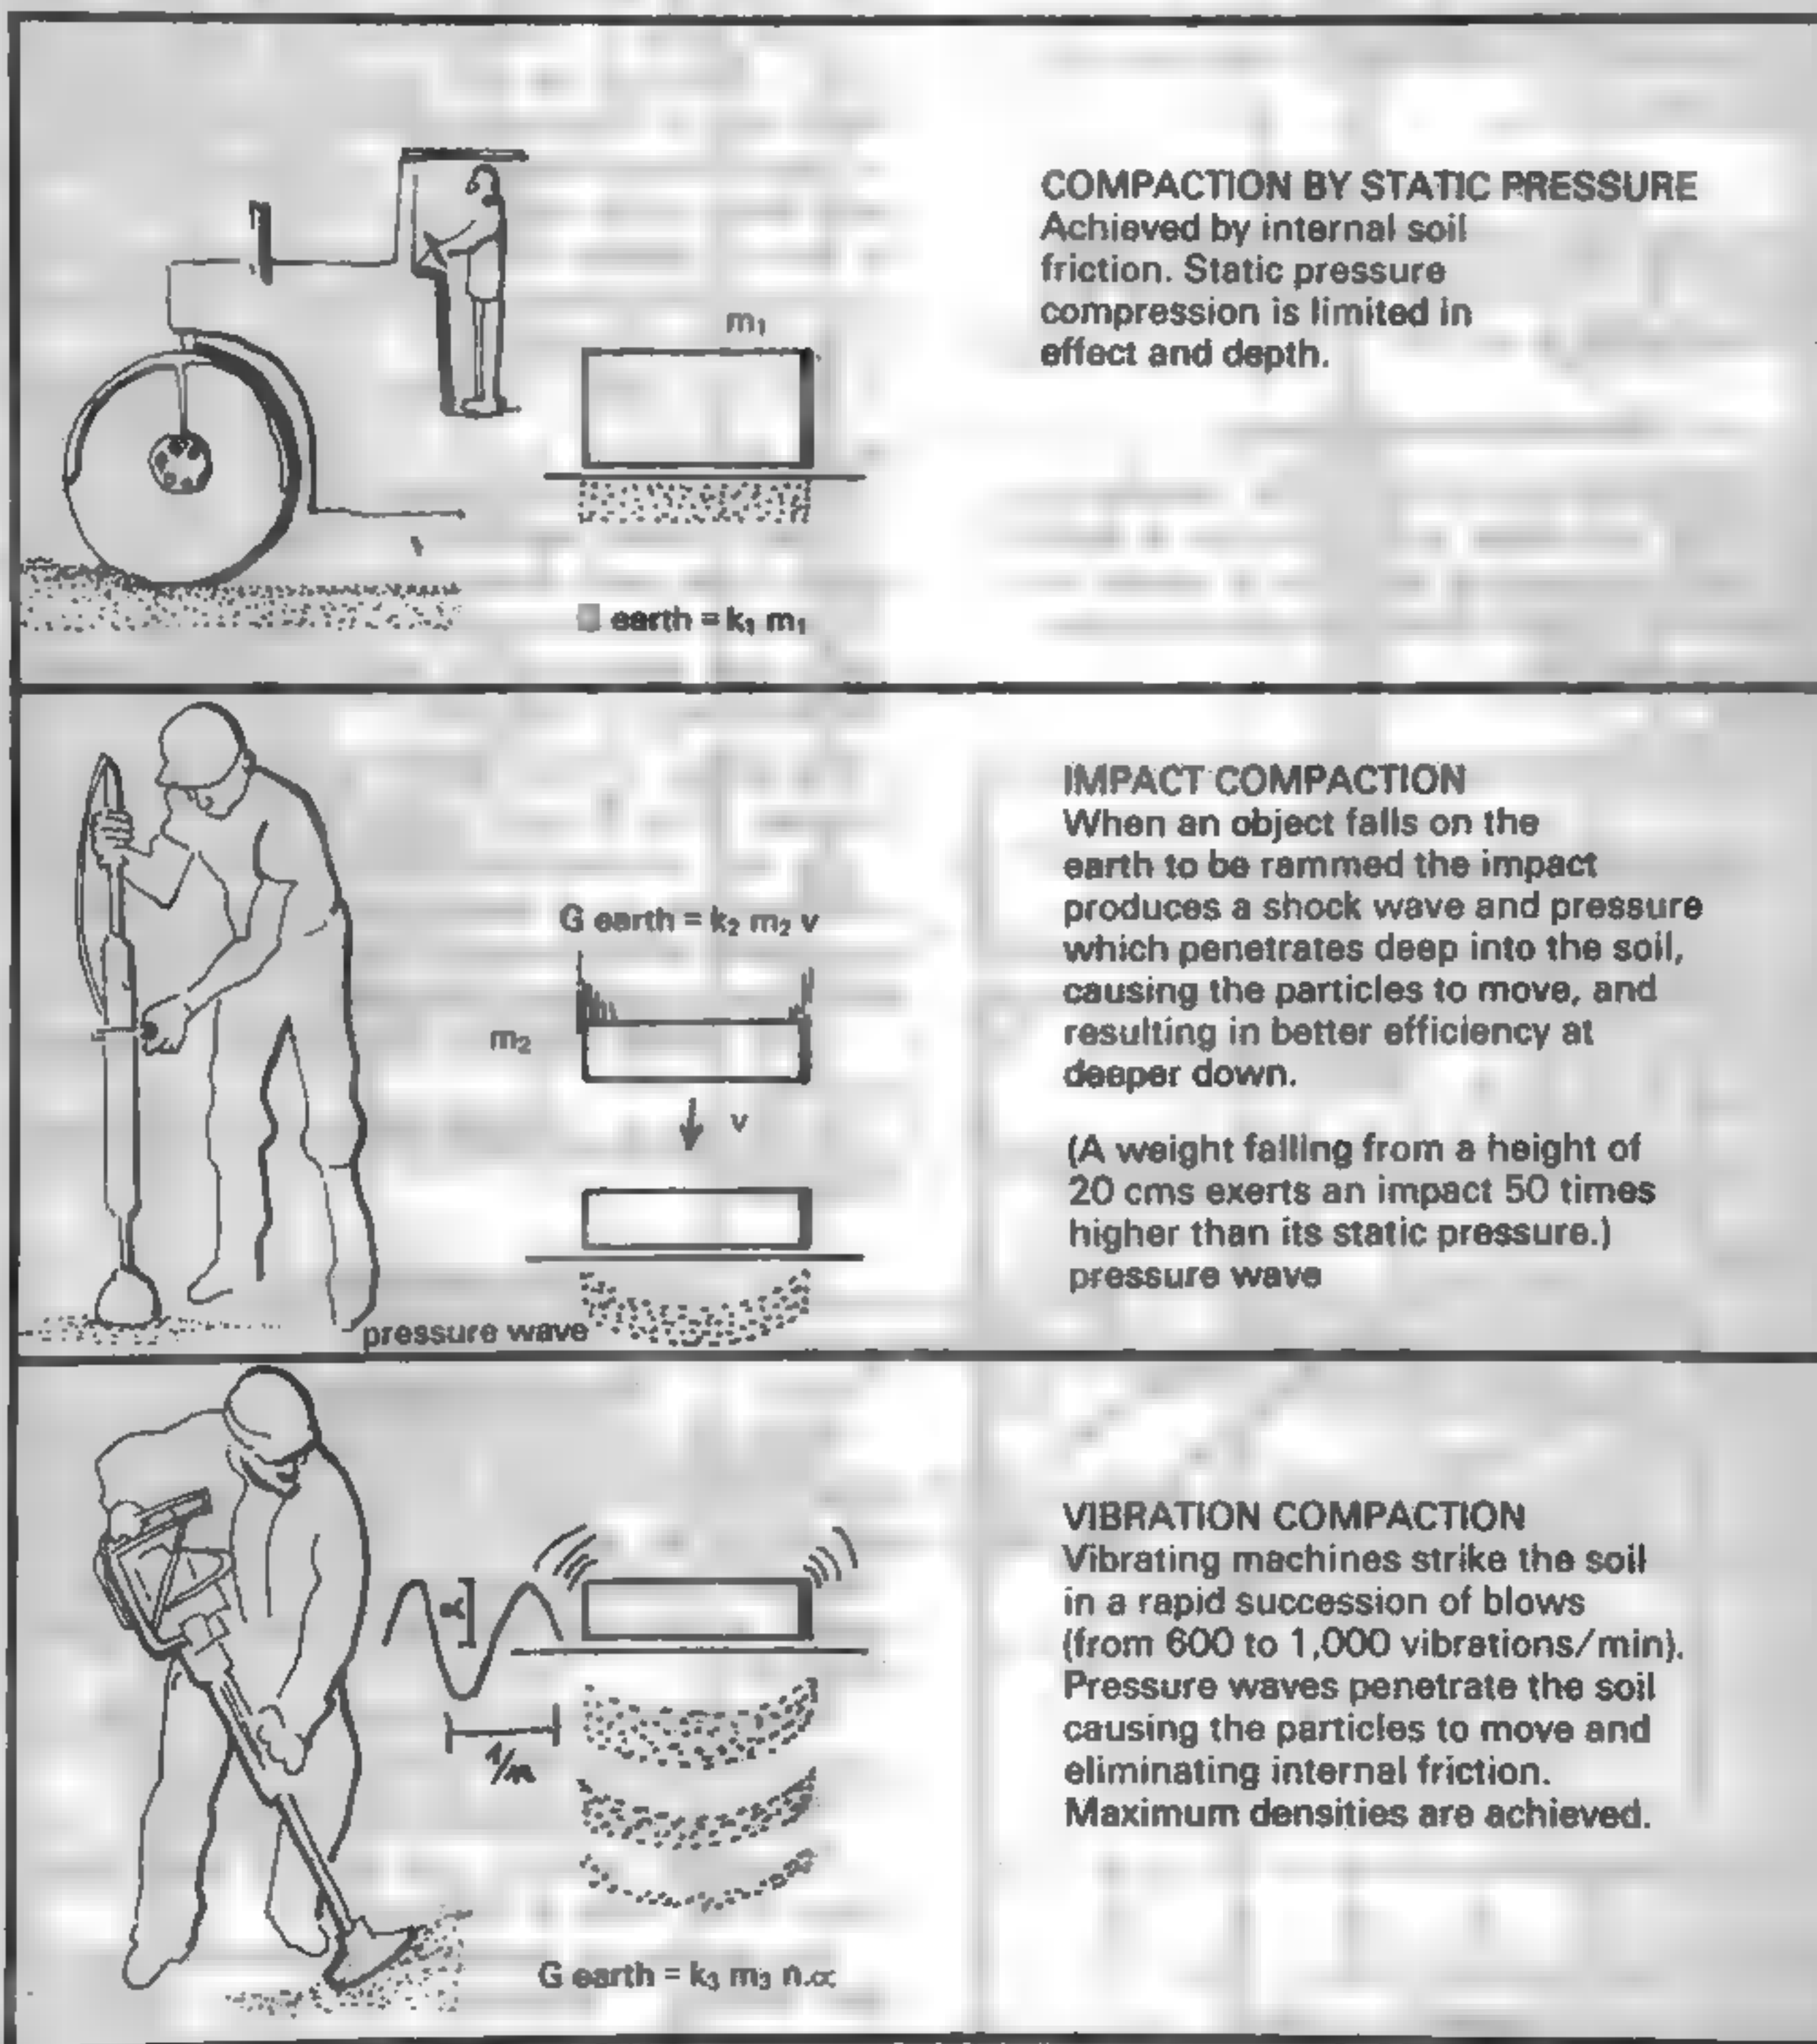 COMPACTION BY STATIC PRESSURE
Achieved by internal soil
friction. Static pressure
compression is limited in
effect and depth.
m₁
earth = k₁ m₁
IMPACT COMPACTION
When an object falls on the
earth to be rammed the impact
produces a shock wave and pressure
which penetrates deep into the soil,
causing the particles to move, and
resulting in better efficiency at
deeper down.
(A weight falling from a height of
20 cms exerts an impact 50 times
higher than its static pressure.)
pressure wave
G earth = k₂ m₂ v
m₂
v
pressure wave
VIBRATION COMPACTION
Vibrating machines strike the soil
in a rapid succession of blows
(from 600 to 1,000 vibrations/min).
Pressure waves penetrate the soil
causing the particles to move and
eliminating internal friction.
Maximum densities are achieved.
α
1/n
G earth = k₃ m₃ n.α